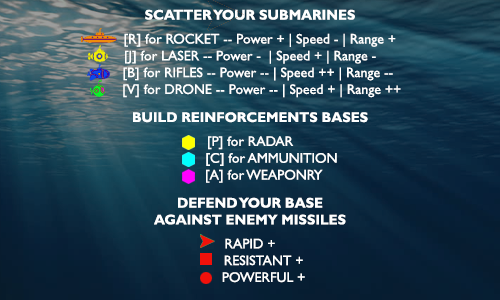 SCATTER YOUR SUBMARINES
[R] for ROCKET -- Power + | Speed - | Range +
[J] for LASER -- Power - | Speed + | Range -
[B] for RIFLES -- Power -- | Speed ++ | Range --
[V] for DRONE -- Power -- | Speed + | Range ++
BUILD REINFORCEMENTS BASES
[P] for RADAR
[C] for AMMUNITION
[A] for WEAPONRY
DEFEND YOUR BASE
AGAINST ENEMY MISSILES
RAPID +
RESISTANT +
POWERFUL +